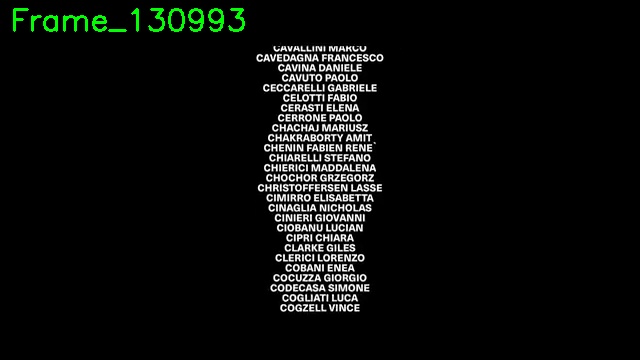 Frame_130993
CAVALLINI MARCO
CAVEDAGNA FRANCESCO
CAVINA DANIELE
CAVUTO PAOLO
CECCARELLI GABRIELE
CELOTTI FABIO
CERASTI ELENA
CERRONE PAOLO
CHACHAJ MARIUSZ
CHAKRABORTY AMIT
CHENIN FABIEN RENE`
CHIARELLI STEFANO
CHIERICI MADDALENA
CHOCHOR GRZEGORZ
CHRISTOFFERSEN LASSE
CIMIRRO ELISABETTA
CINAGLIA NICHOLAS
CINIERI GIOVANNI
CIOBANU LUCIAN
CIPRI CHIARA
CLARKE GILES
CLERICI LORENZO
COBANI ENEA
COCUZZA GIORGIO
CODECASA SIMONE
COGLIATI LUCA
COGZELL VINCE